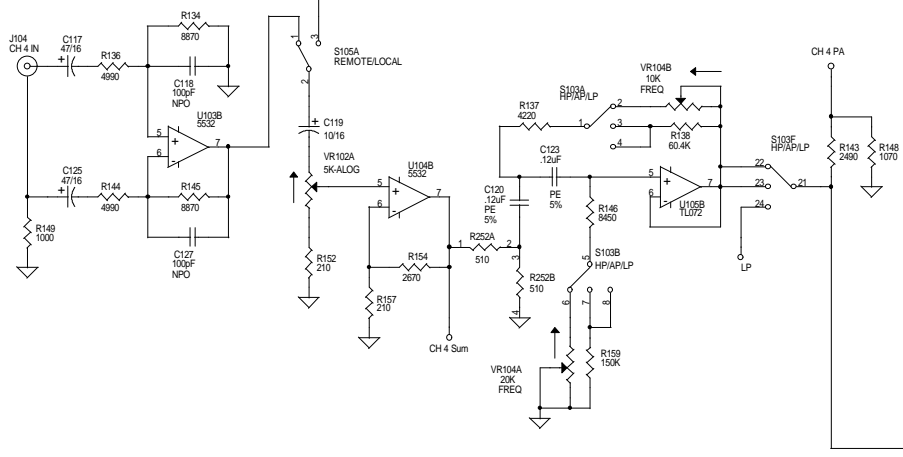 J104
CH 4 IN
C117
47/16
R136
4990
R134
8870
C118
100pF
NPO
U103B
5532
5
6
7
C125
47/16
R144
4990
R145
8870
C127
100pF
NPO
R149
1000
1
3
2
S105A
REMOTE/LOCAL
C119
10/16
VR102A
5K-ALOG
R152
210
U104B
5532
5
6
7
R154
2670
R157
210
CH 4 Sum
1
R252A
2
510
3
R252B
510
4
C120
.12uF
PE
5%
C123
.12uF
PE
5%
R137
4220
S103A
HP/AP/LP
1
2
3
4
VR104B
10K
FREQ
R138
60.4K
R146
8450
5
S103B
HP/AP/LP
6
7
8
VR104A
20K
FREQ
R159
150K
5
6
7
U105B
TL072
S103F
HP/AP/LP
22
23
21
24
LP
CH 4 PA
R143
2490
R148
1070